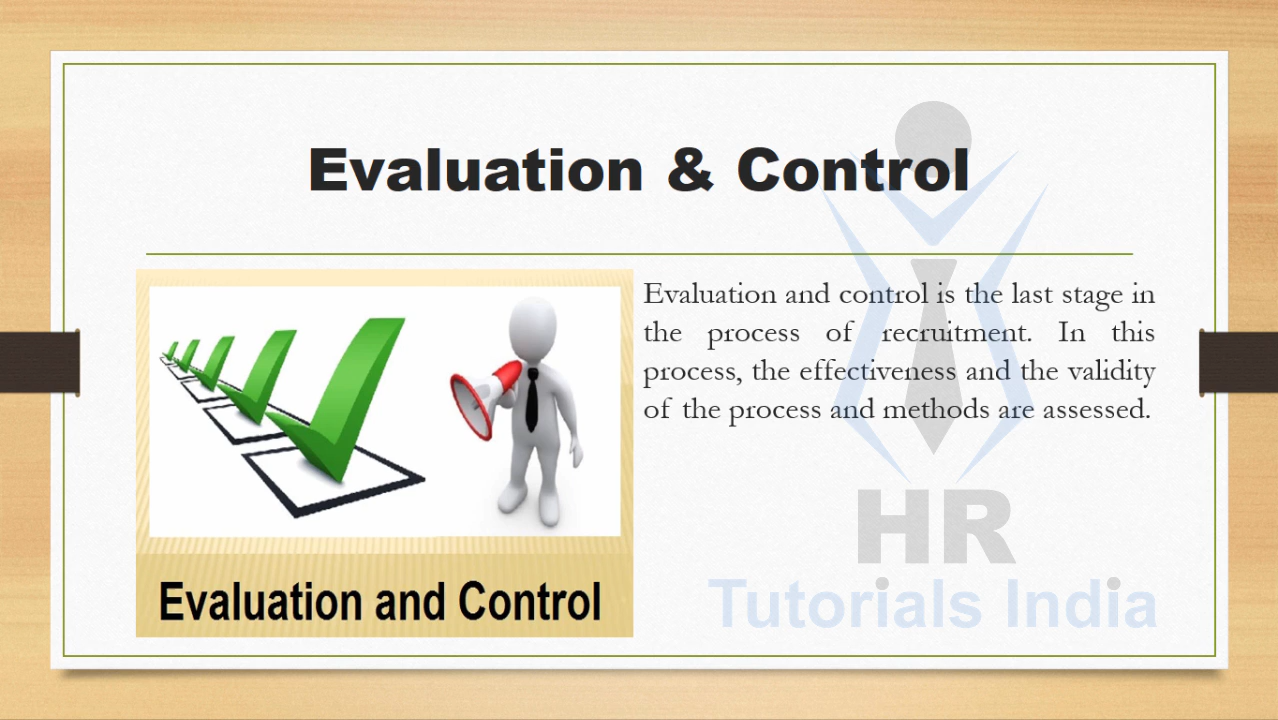 Evaluation & Control
Evaluation and control is the last stage in
the process of recruitment. In this
process, the effectiveness and the validity
of the process and methods are assessed.
Evaluation and Control
HR
Tutorials India